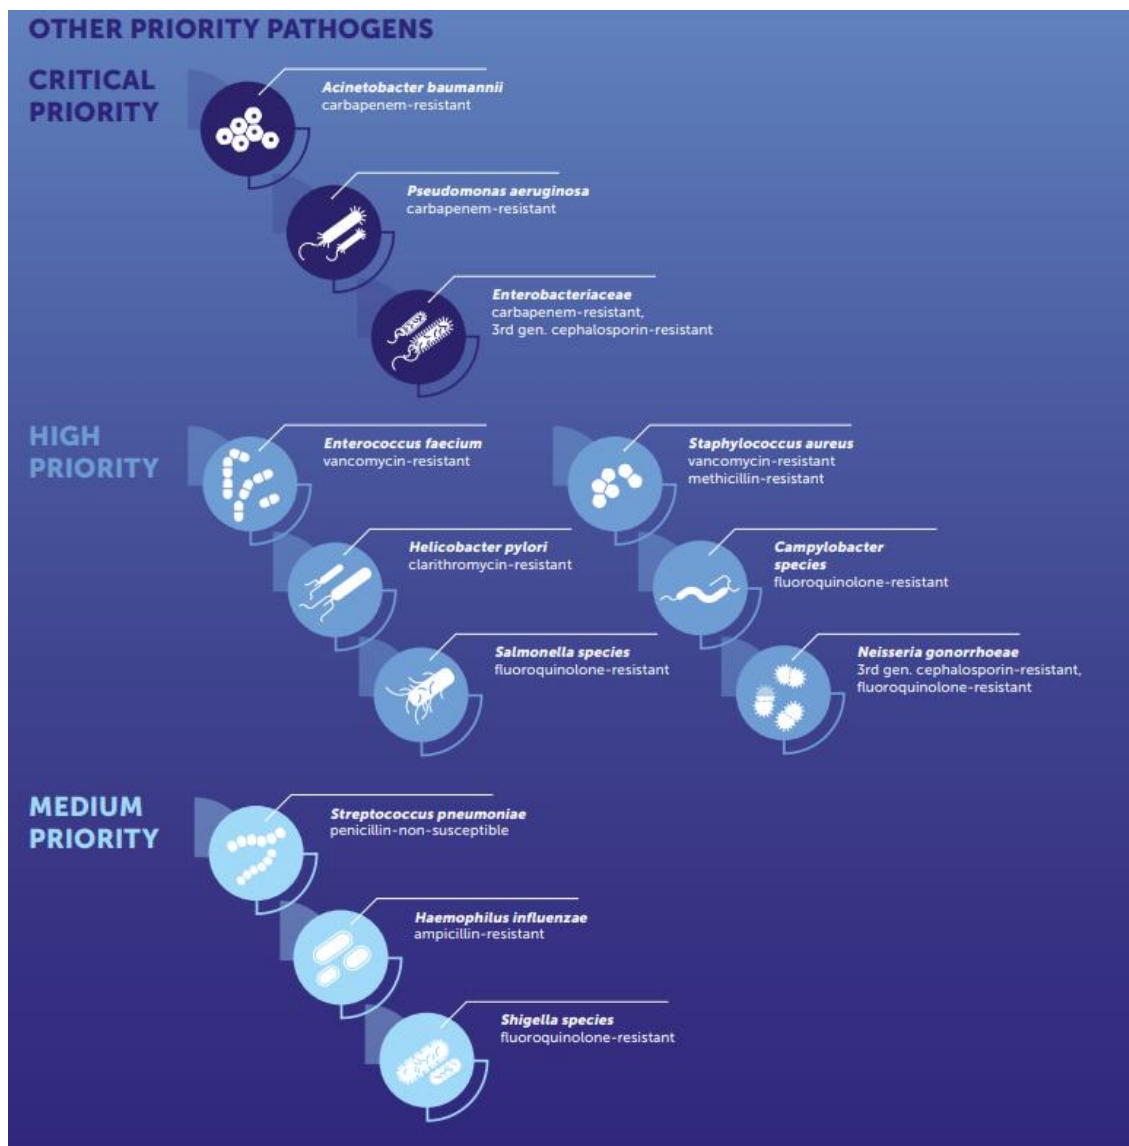 OTHER PRIORITY PATHOGENS
CRITICAL
PRIORITY
Acinetobacter baumannii
carbapenem-resistant
Pseudomonas aeruginosa
carbapenem-resistant
Enterobacteriaceae
carbapenem-resistant,
3rd gen. cephalosporin-resistant
HIGH
PRIORITY
Enterococcus faecium
vancomycin-resistant
Helicobacter pylori
clarithromycin-resistant
Salmonella species
fluoroquinolone-resistant
Staphylococcus aureus
vancomycin-resistant
methicillin-resistant
Campylobacter
species
fluoroquinolone-resistant
Neisseria gonorrhoeae
3rd gen. cephalosporin-resistant,
fluoroquinolone-resistant
MEDIUM
PRIORITY
Streptococcus pneumoniae
penicillin-non-susceptible
Haemophilus influenzae
ampicillin-resistant
Shigella species
fluoroquinolone-resistant